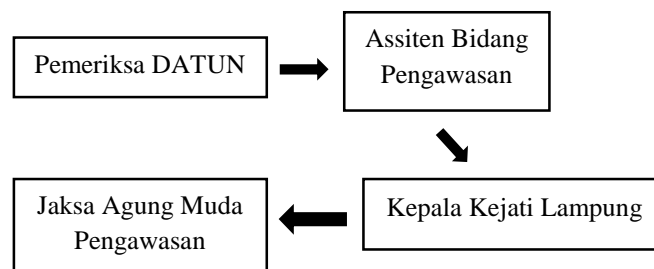 Pemeriksa DATUN
Assiten Bidang
Pengawasan
Kepala Kejati Lampung
Jaksa Agung Muda
Pengawasan